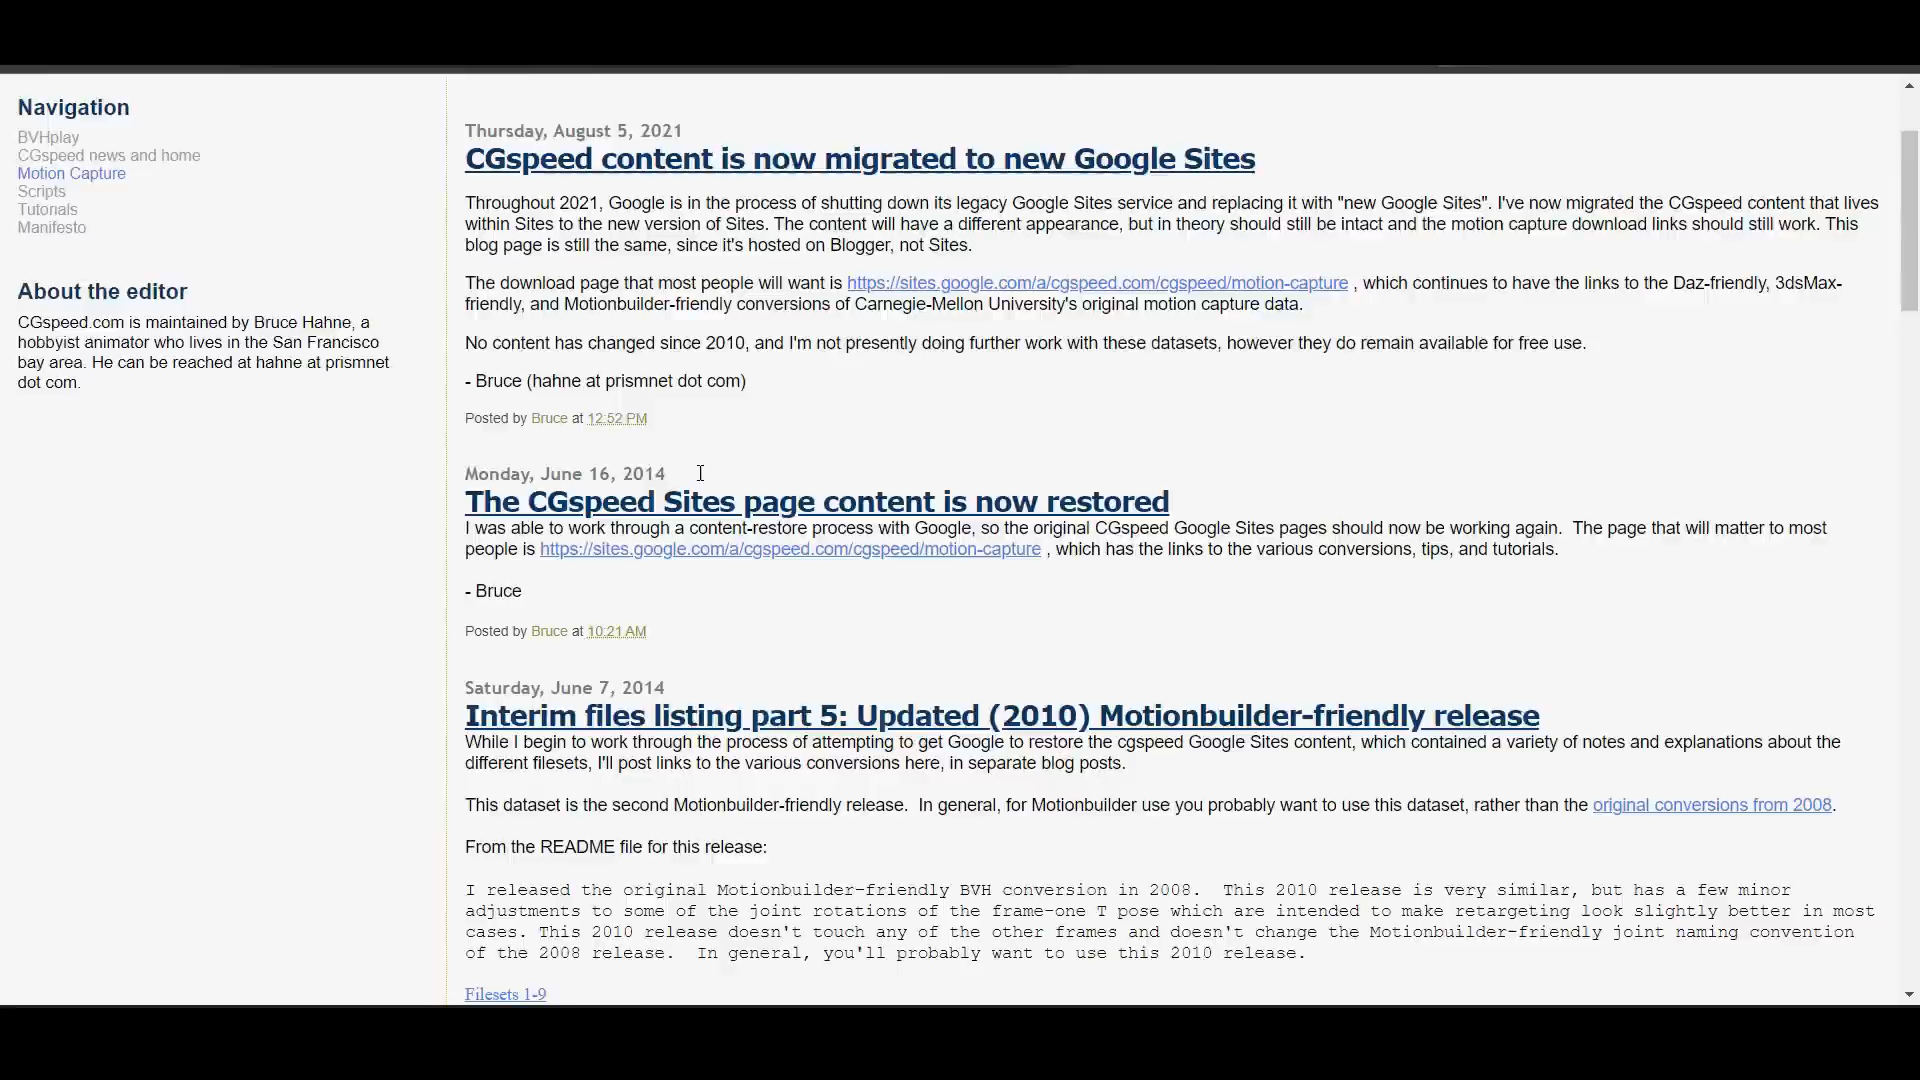 Navigation
BVHplay
CGspeed news and home
Motion Capture
Scripts
Tutorials
Manifesto
About the editor
CGspeed.com is maintained by Bruce Hahne, a
hobbyist animator who lives in the San Francisco
bay area. He can be reached at hahne at prismnet
dot com.
Thursday, August 5, 2021
CGspeed content is now migrated to new Google Sites
Throughout 2021, Google is in the process of shutting down its legacy Google Sites service and replacing it with "new Google Sites". I've now migrated the CGspeed content that lives
within Sites to the new version of Sites. The content will have a different appearance, but in theory should still be intact and the motion capture download links should still work. This
blog page is still the same, since it's hosted on Blogger, not Sites.
The download page that most people will want is https://sites.google.com/a/cgspeed.com/cgspeed/motion-capture , which continues to have the links to the Daz-friendly, 3dsMax-
friendly, and Motionbuilder-friendly conversions of Carnegie-Mellon University's original motion capture data.
No content has changed since 2010, and I'm not presently doing further work with these datasets, however they do remain available for free use.
- Bruce (hahne at prismnet dot com)
Posted by Bruce at 12:52 PM
Monday, June 16, 2014
The CGspeed Sites page content is now restored
I was able to work through a content-restore process with Google, so the original CGspeed Google Sites pages should now be working again.  The page that will matter to most
people is https://sites.google.com/a/cgspeed.com/cgspeed/motion-capture , which has the links to the various conversions, tips, and tutorials.
- Bruce
Posted by Bruce at 10:21 AM
Saturday, June 7, 2014
Interim files listing part 5: Updated (2010) Motionbuilder-friendly release
While I begin to work through the process of attempting to get Google to restore the cgspeed Google Sites content, which contained a variety of notes and explanations about the
different filesets, I'll post links to the various conversions here, in separate blog posts.
This dataset is the second Motionbuilder-friendly release.  In general, for Motionbuilder use you probably want to use this dataset, rather than the original conversions from 2008.
From the README file for this release:
I released the original Motionbuilder-friendly BVH conversion in 2008.  This 2010 release is very similar, but has a few minor
adjustments to some of the joint rotations of the frame-one T pose which are intended to make retargeting look slightly better in most
cases. This 2010 release doesn't touch any of the other frames and doesn't change the Motionbuilder-friendly joint naming convention
of the 2008 release.  In general, you'll probably want to use this 2010 release.
Filesets 1-9